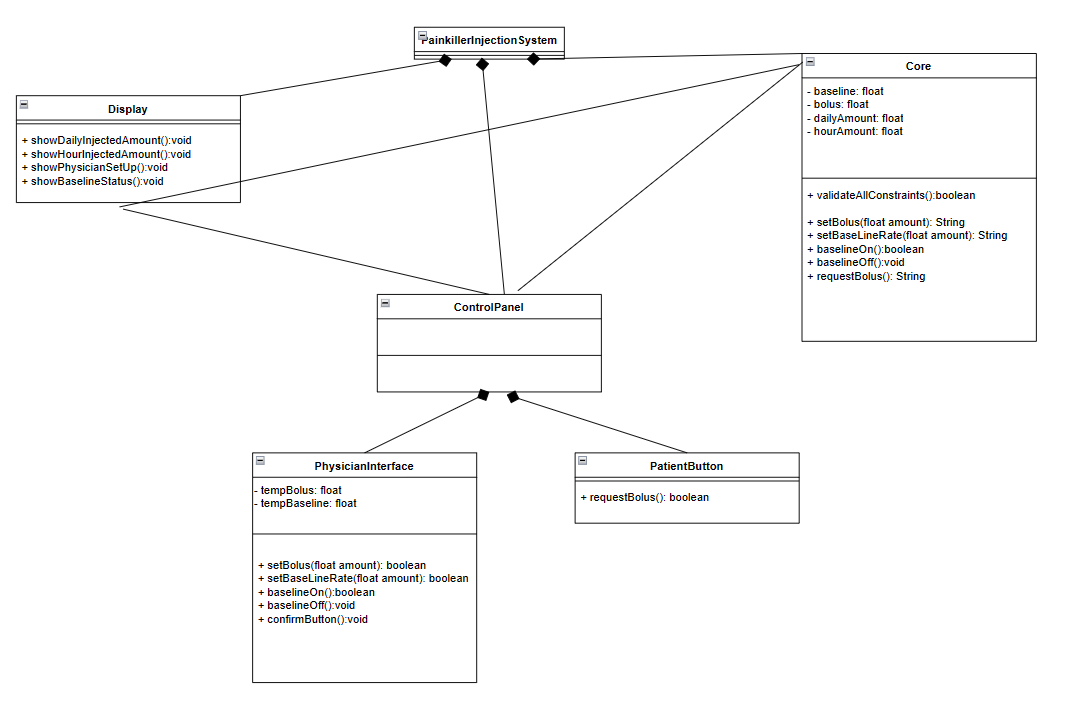 PainkillerInjectionSystem
Display
+ showDailyInjectedAmount():void
+ showHourInjectedAmount():void
+ showPhysicianSetUp():void
+ showBaselineStatus():void
Core
- baseline: float
- bolus: float
- dailyAmount: float
- hourAmount: float
+ validateAllConstraints():boolean
+ setBolus(float amount): String
+ setBaseLineRate(float amount): String
+ baselineOn():boolean
+ baselineOff():void
+ requestBolus(): String
ControlPanel
PhysicianInterface
- tempBolus: float
- tempBaseline: float
+ setBolus(float amount): boolean
+ setBaseLineRate(float amount): boolean
+ baselineOn():boolean
+ baselineOff():void
+ confirmButton():void
PatientButton
+ requestBolus(): boolean